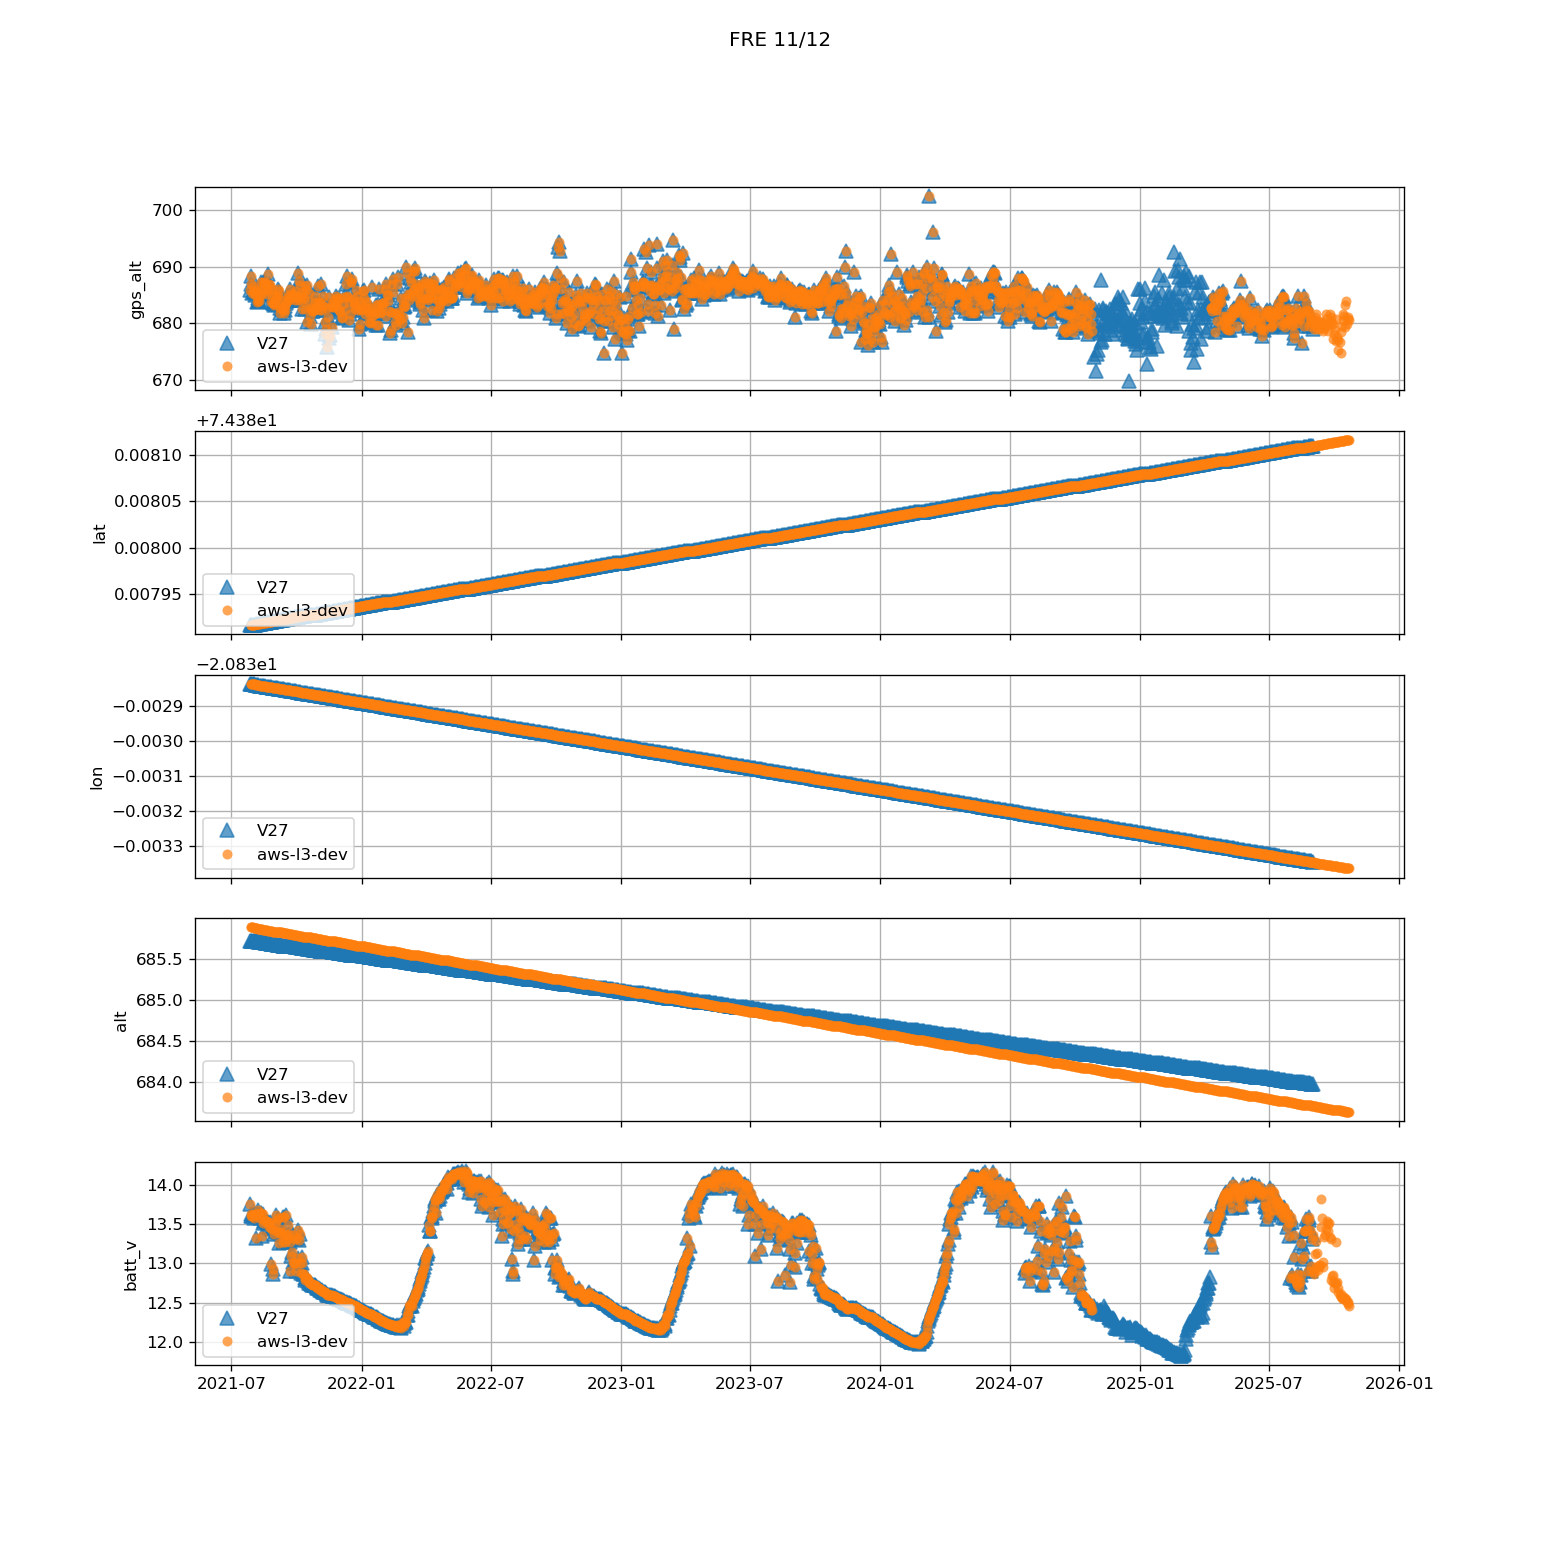 FRE 11/12
700
690
680
670
gps_alt
V27
aws-l3-dev
+7.438e1
0.00810
0.00805
0.00800
0.00795
lat
V27
aws-l3-dev
−2.083e1
−0.0029
−0.0030
−0.0031
−0.0032
−0.0033
lon
V27
aws-l3-dev
685.5
685.0
684.5
684.0
alt
V27
aws-l3-dev
14.0
13.5
13.0
12.5
12.0
batt_v
V27
aws-l3-dev
2021-07 2022-01 2022-07 2023-01 2023-07 2024-01 2024-07 2025-01 2025-07 2026-01